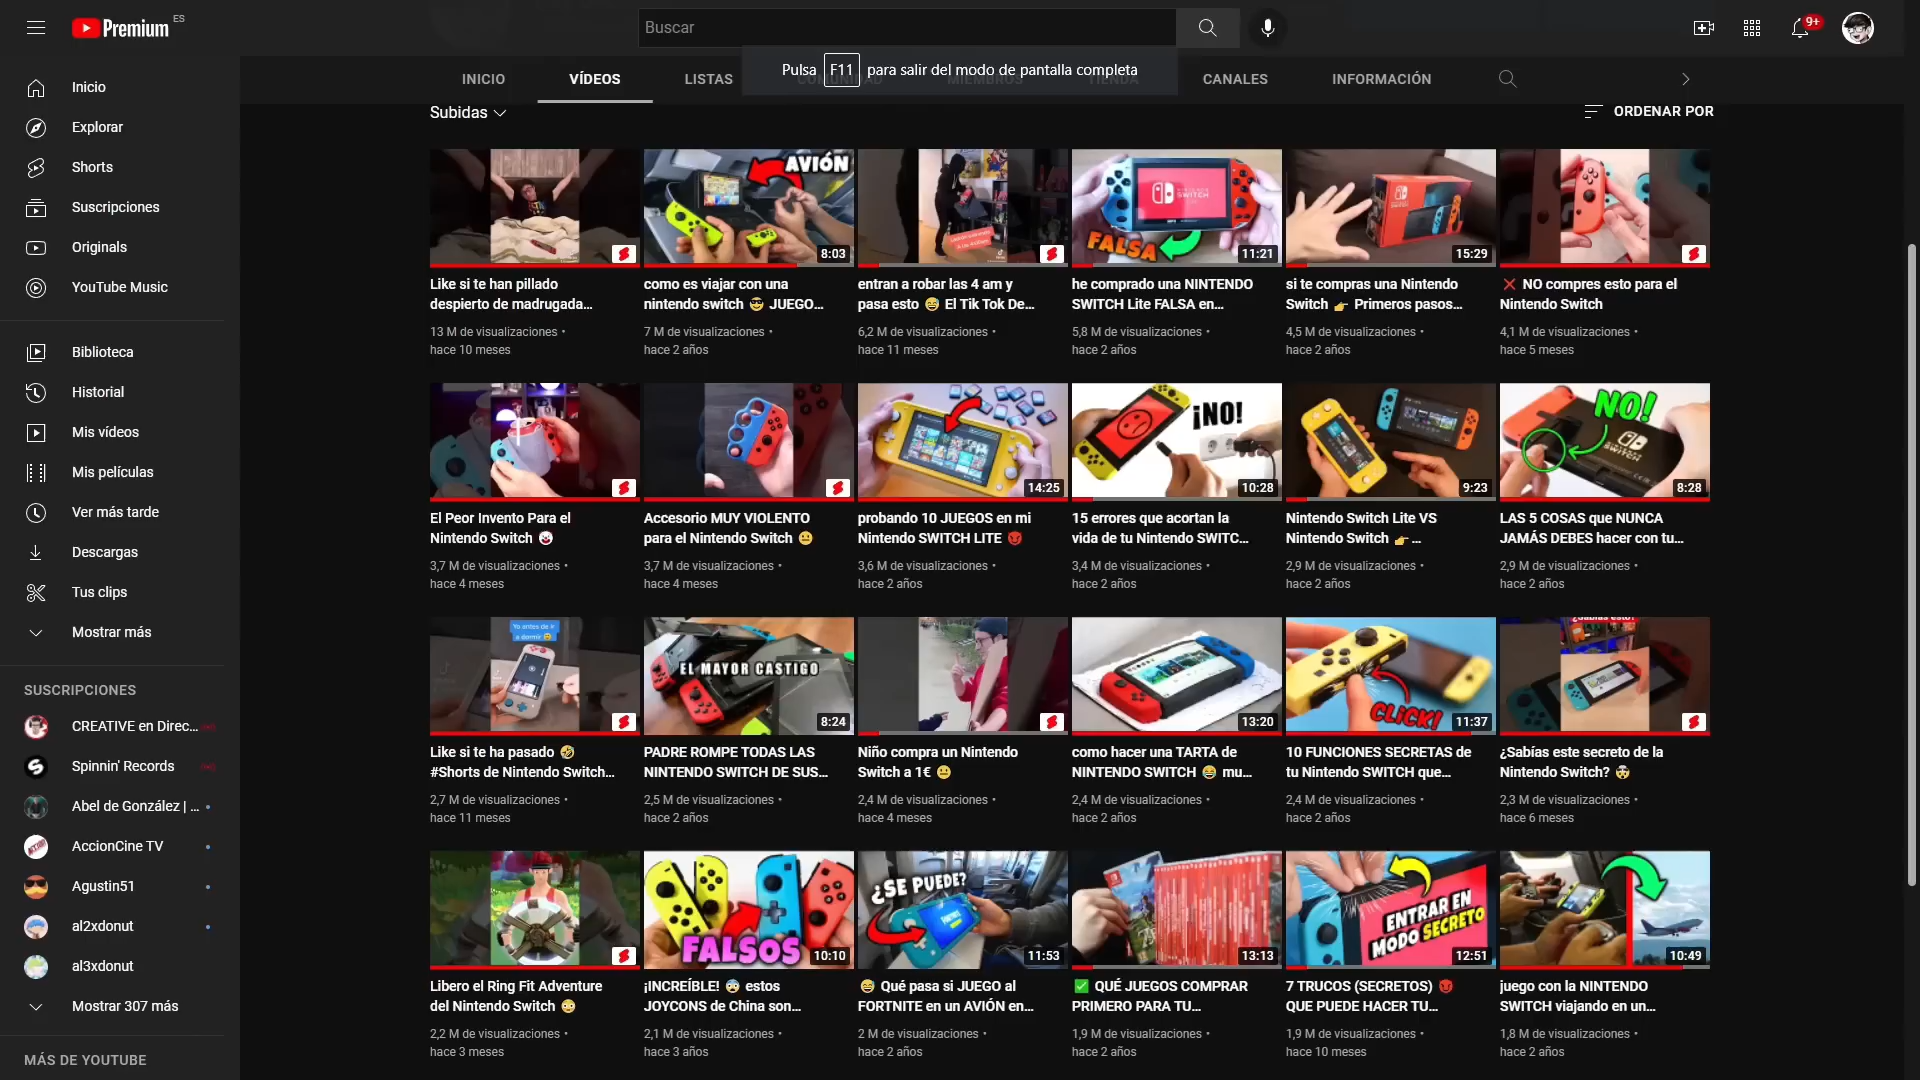 Premium ES
Buscar
9+
Pulsa F11 para salir del modo de pantalla completa
INICIO VÍDEOS LISTAS COMUNIDAD MIEMBROS TIENDA CANALES INFORMACIÓN
Subidas
ORDENAR POR
Inicio
Explorar
Shorts
Suscripciones
Originals
YouTube Music
Biblioteca
Historial
Mis vídeos
Mis películas
Ver más tarde
Descargas
Tus clips
Mostrar más
SUSCRIPCIONES
CREATIVE en Direc...
Spinnin' Records
Abel de González | ...
AccionCine TV
Agustin51
al2xdonut
al3xdonut
Mostrar 307 más
MÁS DE YOUTUBE
Like si te han pillado
despierto de madrugada...
13 M de visualizaciones •
hace 10 meses
AVIÓN
8:03
como es viajar con una
nintendo switch 😎 JUEGO...
7 M de visualizaciones •
hace 2 años
entran a robar las 4 am y
pasa esto 😅 El Tik Tok De...
6,2 M de visualizaciones •
hace 11 meses
NINTENDO
SWITCH
FALSA
11:21
he comprado una NINTENDO
SWITCH Lite FALSA en...
5,8 M de visualizaciones •
hace 2 años
15:29
si te compras una Nintendo
Switch 👉 Primeros pasos...
4,5 M de visualizaciones •
hace 2 años
❌ NO compres esto para el
Nintendo Switch
4,1 M de visualizaciones •
hace 5 meses
El Peor Invento Para el
Nintendo Switch 🤡
3,7 M de visualizaciones •
hace 4 meses
Accesorio MUY VIOLENTO
para el Nintendo Switch 😐
3,7 M de visualizaciones •
hace 4 meses
14:25
probando 10 JUEGOS en mi
Nintendo SWITCH LITE 👹
3,6 M de visualizaciones •
hace 2 años
¡NO!
10:28
15 errores que acortan la
vida de tu Nintendo SWITC...
3,4 M de visualizaciones •
hace 2 años
9:23
Nintendo Switch Lite VS
Nintendo Switch 👉 ...
2,9 M de visualizaciones •
hace 2 años
NO!
SWITCH
8:28
LAS 5 COSAS que NUNCA
JAMÁS DEBES hacer con tu...
2,9 M de visualizaciones •
hace 2 años
Yo antes de ir
a dormir
Like si te ha pasado 🤣
#Shorts de Nintendo Switch...
2,7 M de visualizaciones •
hace 11 meses
EL MAYOR CASTIGO
8:24
PADRE ROMPE TODAS LAS
NINTENDO SWITCH DE SUS...
2,5 M de visualizaciones •
hace 2 años
Niño compra un Nintendo
Switch a 1€ 😐
2,4 M de visualizaciones •
hace 4 meses
13:20
como hacer una TARTA de
NINTENDO SWITCH 😂 mu...
2,4 M de visualizaciones •
hace 2 años
CLICK!
11:37
10 FUNCIONES SECRETAS de
tu Nintendo SWITCH que...
2,4 M de visualizaciones •
hace 2 años
¿Sabías esto?
¿Sabías este secreto de la
Nintendo Switch? 🤯
2,3 M de visualizaciones •
hace 6 meses
Libero el Ring Fit Adventure
del Nintendo Switch 😳
2,2 M de visualizaciones •
hace 3 meses
FALSOS
10:10
¡INCREÍBLE! 😨 estos
JOYCONS de China son...
2,1 M de visualizaciones •
hace 3 años
¿SE PUEDE?
11:53
😅 Qué pasa si JUEGO al
FORTNITE en un AVIÓN en...
2 M de visualizaciones •
hace 2 años
13:13
✅ QUÉ JUEGOS COMPRAR
PRIMERO PARA TU...
1,9 M de visualizaciones •
hace 2 años
ENTRAR EN
MODO SECRETO
12:51
7 TRUCOS (SECRETOS) 👹
QUE PUEDE HACER TU...
1,9 M de visualizaciones •
hace 10 meses
10:49
juego con la NINTENDO
SWITCH viajando en un...
1,8 M de visualizaciones •
hace 2 años